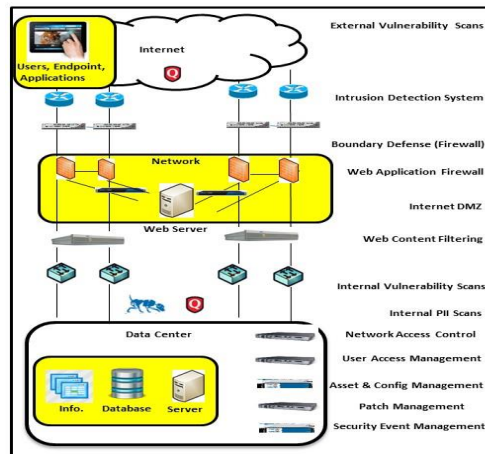 External Vulnerability Scans
Internet
Users, Endpoint,
Applications
Q
Intrusion Detection System
Boundary Defense (Firewall)
Network
Web Application Firewall
Internet DMZ
Web Server
Web Content Filtering
Internal Vulnerability Scans
Q
Internal PII Scans
Data Center
Network Access Control
User Access Management
Asset & Config Management
Info.
Database
Server
Patch Management
Security Event Management